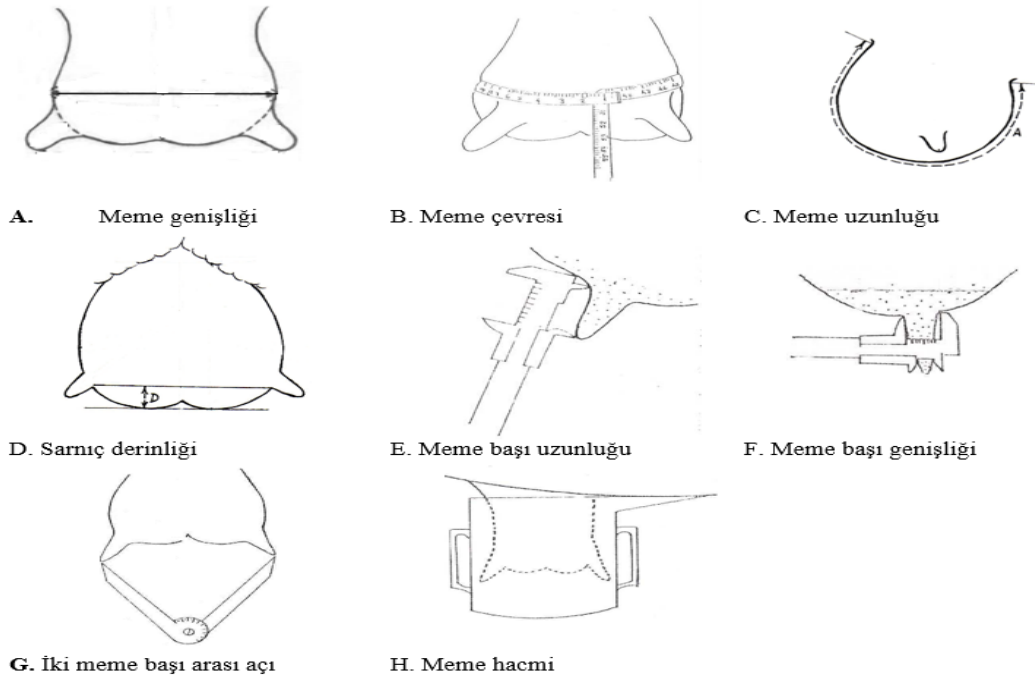 A. Meme genişliği
B. Meme çevresi
A
C. Meme uzunluğu
D
D. Sarnıç derinliği
E. Meme başı uzunluğu
F. Meme başı genişliği
G. İki meme başı arası açı
H. Meme hacmi